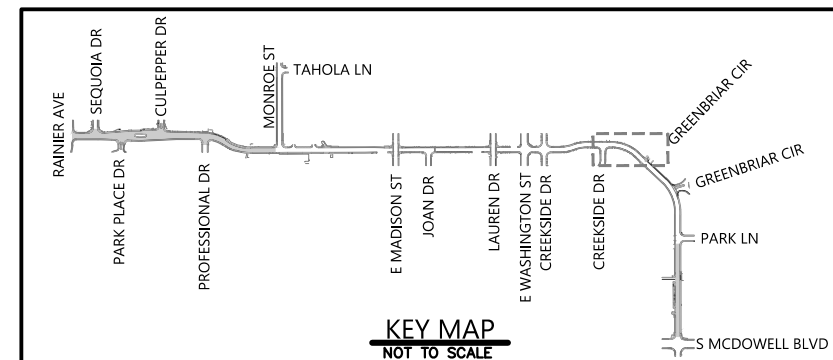 RAINIER AVE
SEQUOIA DR
PARK PLACE DR
CULPEPPER DR
PROFESSIONAL DR
MONROE ST
TAHOLA LN
E MADISON ST
JOAN DR
LAUREN DR
E WASHINGTON ST
CREEKSIDE DR
CREEKSIDE DR
GREENBRIAR CIR
GREENBRIAR CIR
PARK LN
S MCDOWELL BLVD
KEY MAP
NOT TO SCALE